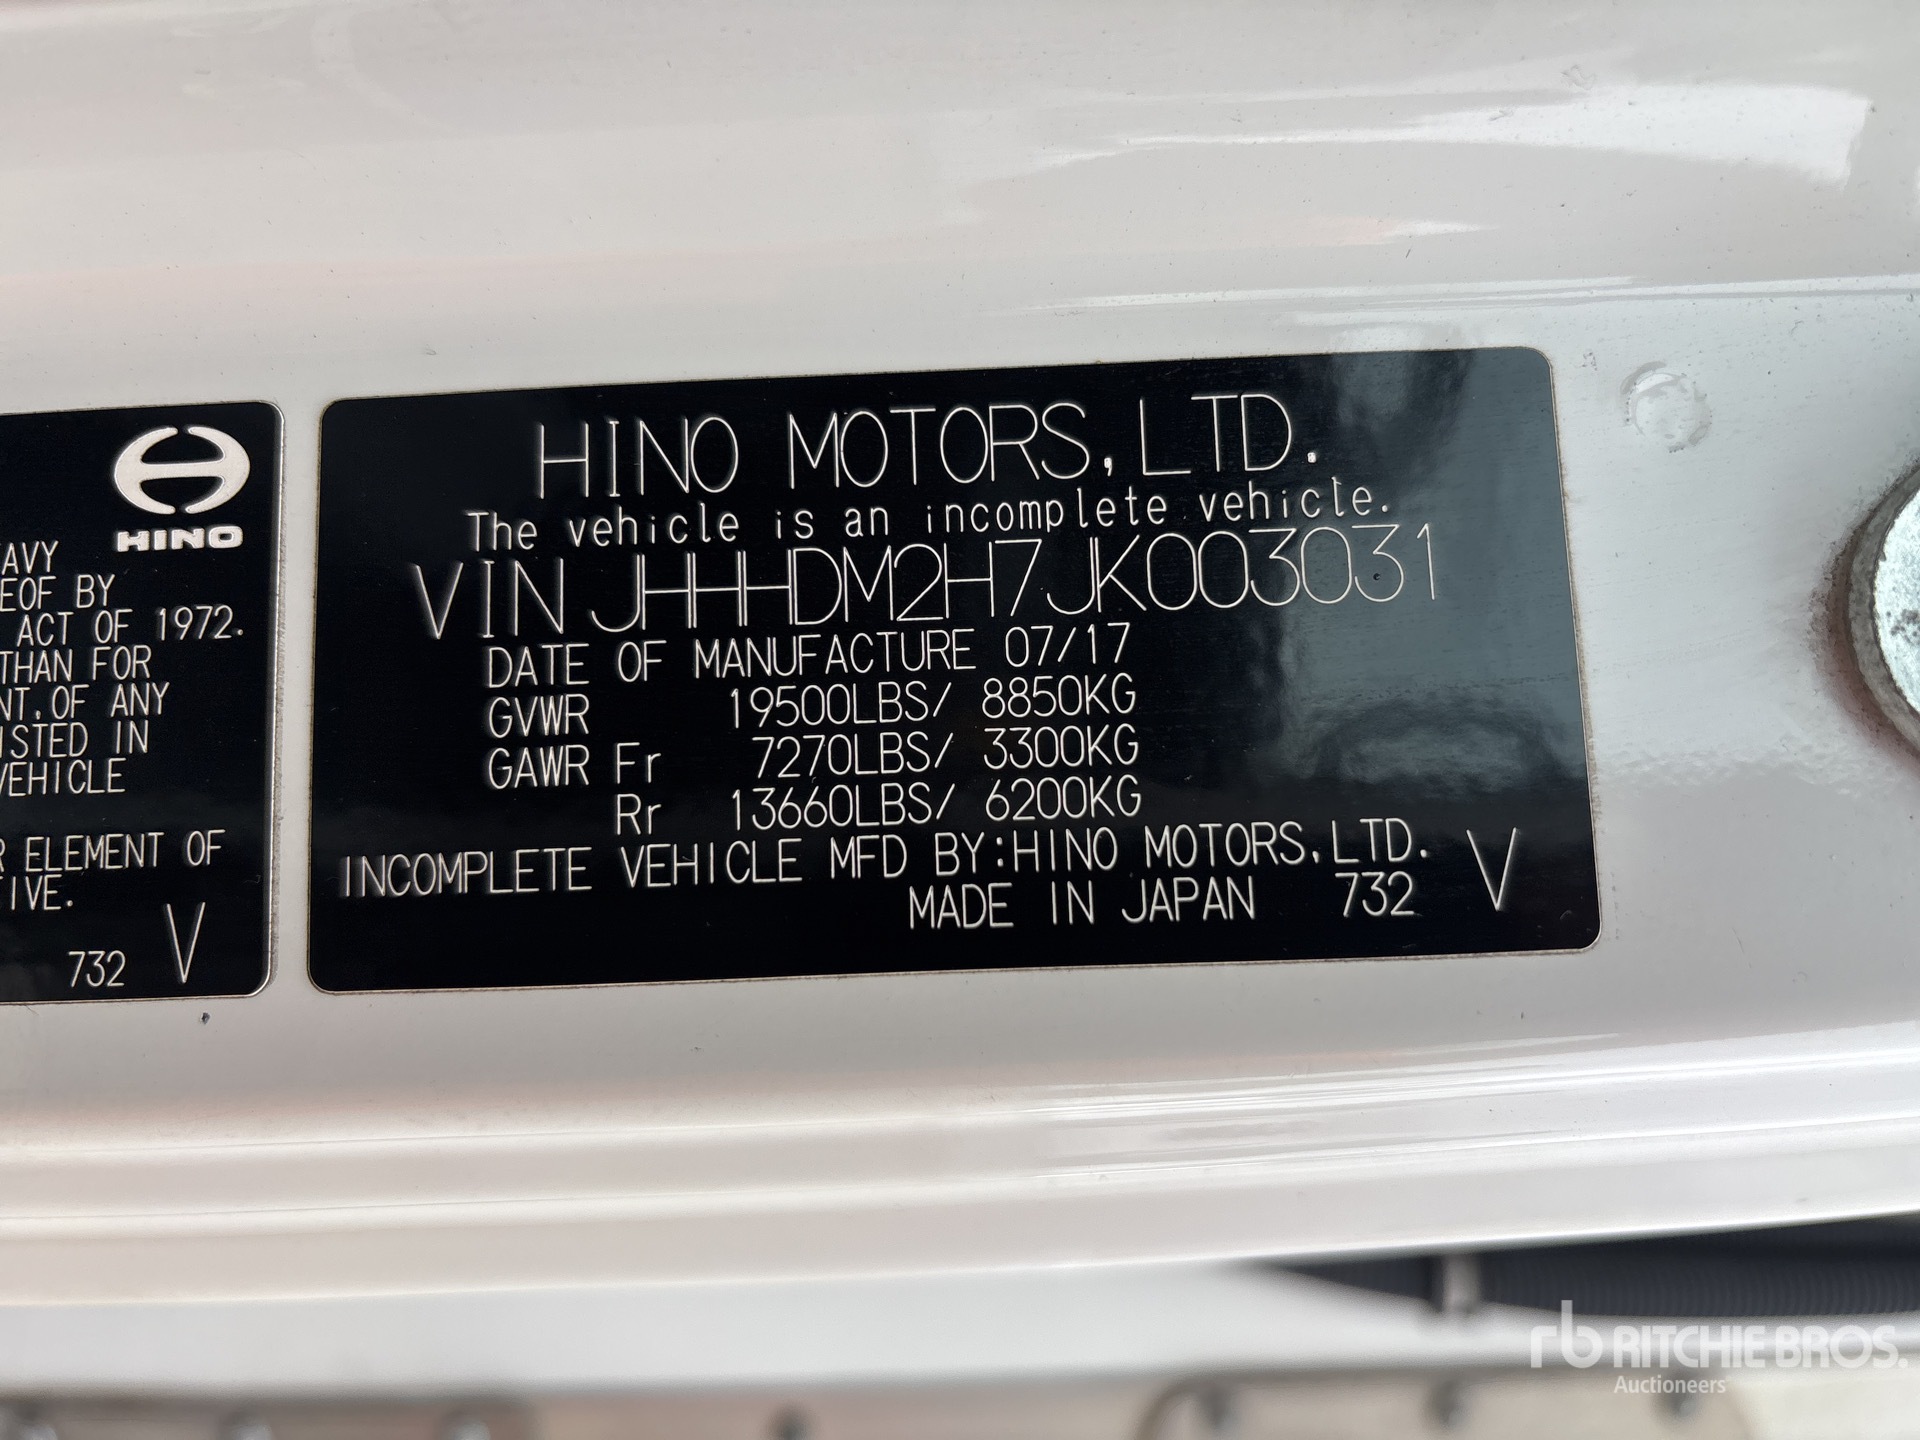 HINO
AVY
EOF BY
ACT OF 1972.
THAN FOR
NT.OF ANY
ISTED IN
VEHICLE
R ELEMENT OF
TIVE.
732 V
HINO MOTORS,LTD.
The vehicle is an incomplete vehicle.
VIN JHHHDM2H7JK003031
DATE OF MANUFACTURE 07/17
GVWR 19500LBS/ 8850KG
GAWR Fr 7270LBS/ 3300KG
Rr 13660LBS/ 6200KG
INCOMPLETE VEHICLE MFD BY:HINO MOTORS,LTD.
MADE IN JAPAN 732 V
rb RITCHIE BROS.
Auctioneers